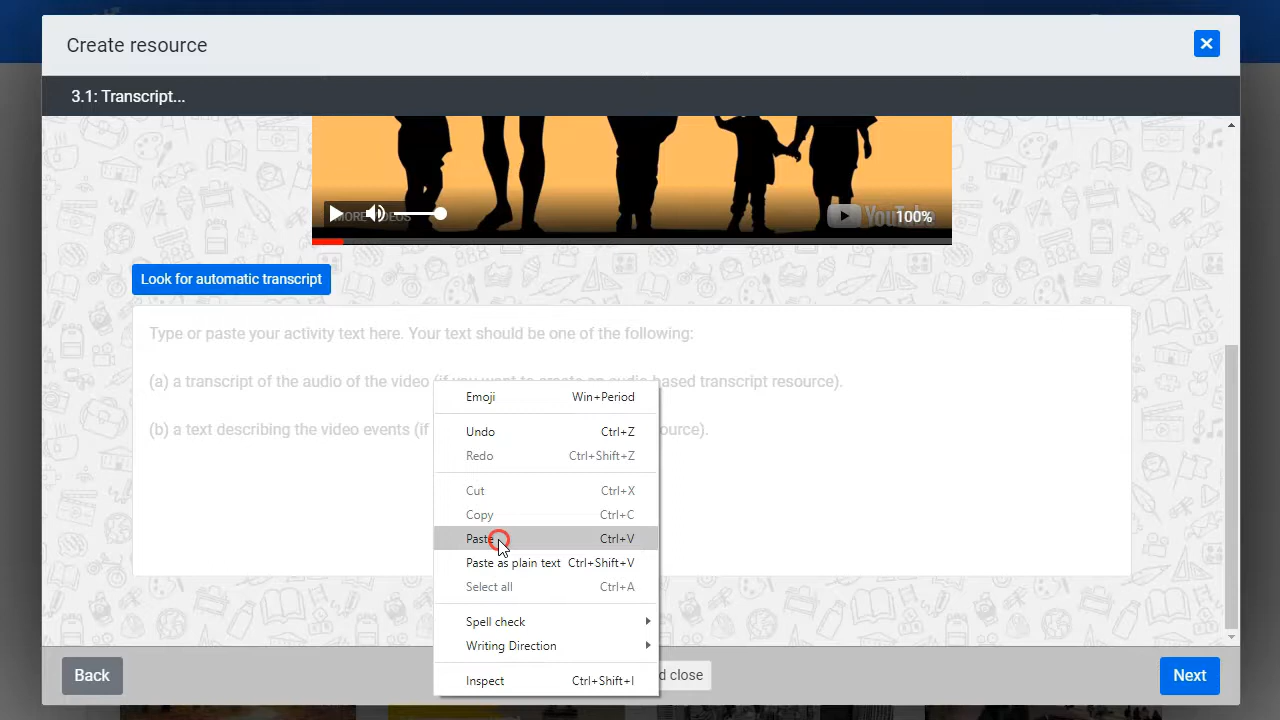 Create resource
3.1: Transcript...
MORE VIDEOS
YouTube
100%
Look for automatic transcript
Type or paste your activity text here. Your text should be one of the following:
(a) a transcript of the audio of the video (if you want to create an audio based transcript resource).
(b) a text describing the video events (if
ource).
Emoji Win+Period
Undo Ctrl+Z
Redo Ctrl+Shift+Z
Cut Ctrl+X
Copy Ctrl+C
Paste Ctrl+V
Paste as plain text Ctrl+Shift+V
Select all Ctrl+A
Spell check
Writing Direction
Inspect Ctrl+Shift+I
Back
d close
Next